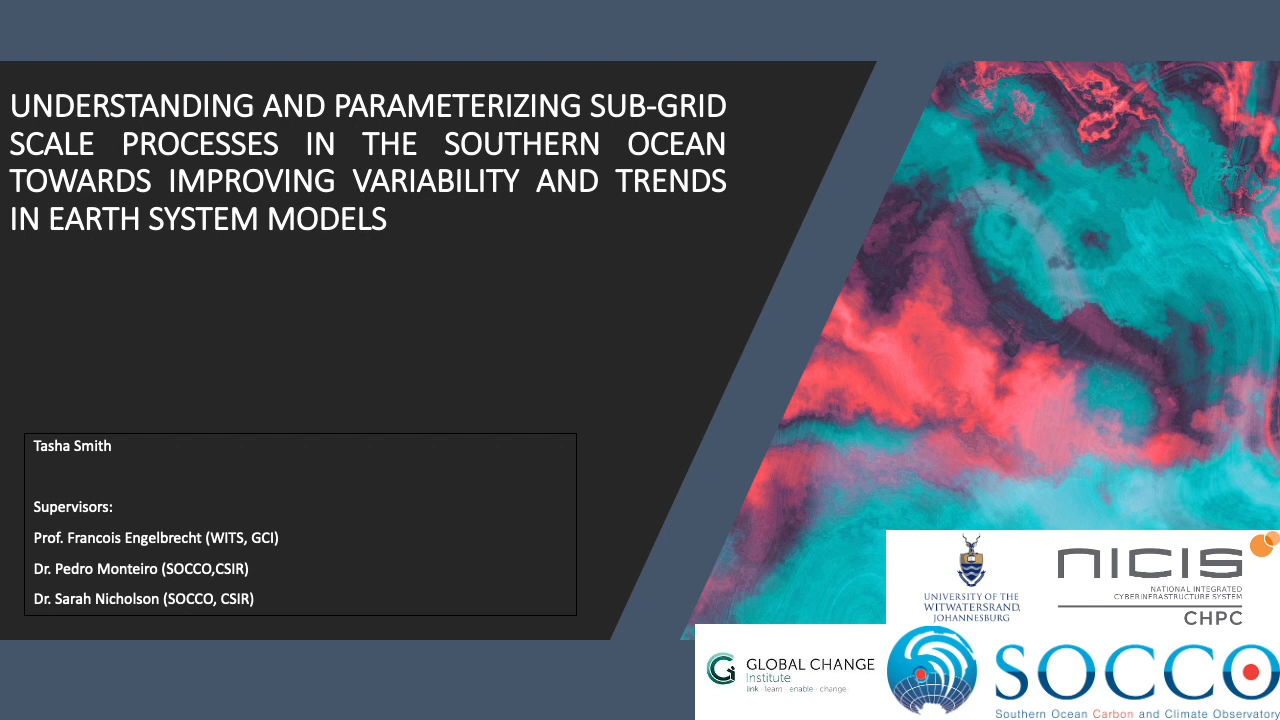 UNDERSTANDING AND PARAMETERIZING SUB-GRID
SCALE PROCESSES IN THE SOUTHERN OCEAN
TOWARDS IMPROVING VARIABILITY AND TRENDS
IN EARTH SYSTEM MODELS
Tasha Smith
Supervisors:
Prof. Francois Engelbrecht (WITS, GCI)
Dr. Pedro Monteiro (SOCCO,CSIR)
Dr. Sarah Nicholson (SOCCO, CSIR)
UNIVERSITY OF THE
WITWATERSRAND,
JOHANNESBURG
NICIS
NATIONAL INTEGRATED
CYBERINFRASTRUCTURE SYSTEM
CHPC
G
GLOBAL CHANGE
Institute
link · learn · enable · change
SOCCO
Southern Ocean Carbon and Climate Observatory